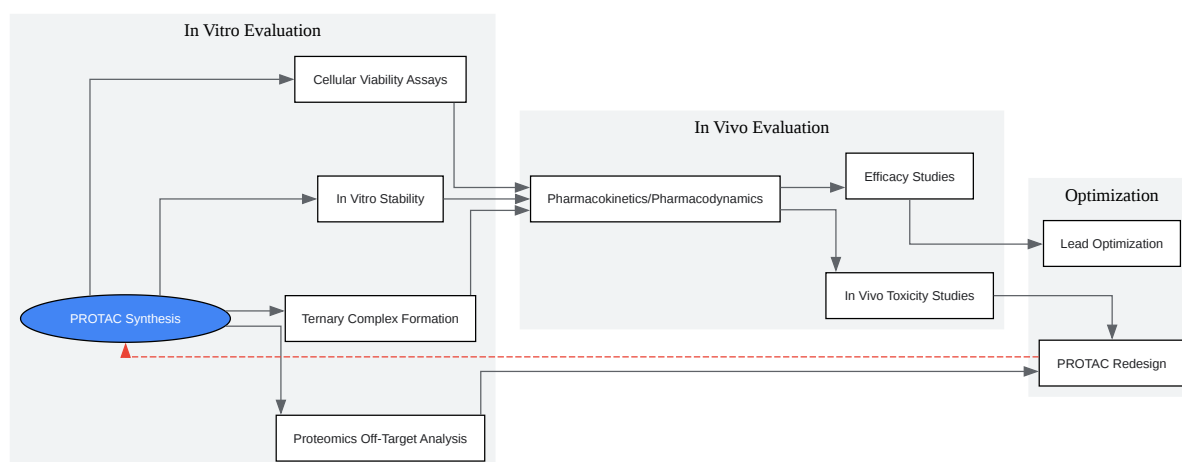 In Vitro Evaluation
Cellular Viability Assays
In Vitro Stability
PROTAC Synthesis
Ternary Complex Formation
Proteomics Off-Target Analysis
In Vivo Evaluation
Pharmacokinetics/Pharmacodynamics
Efficacy Studies
In Vivo Toxicity Studies
Optimization
Lead Optimization
PROTAC Redesign